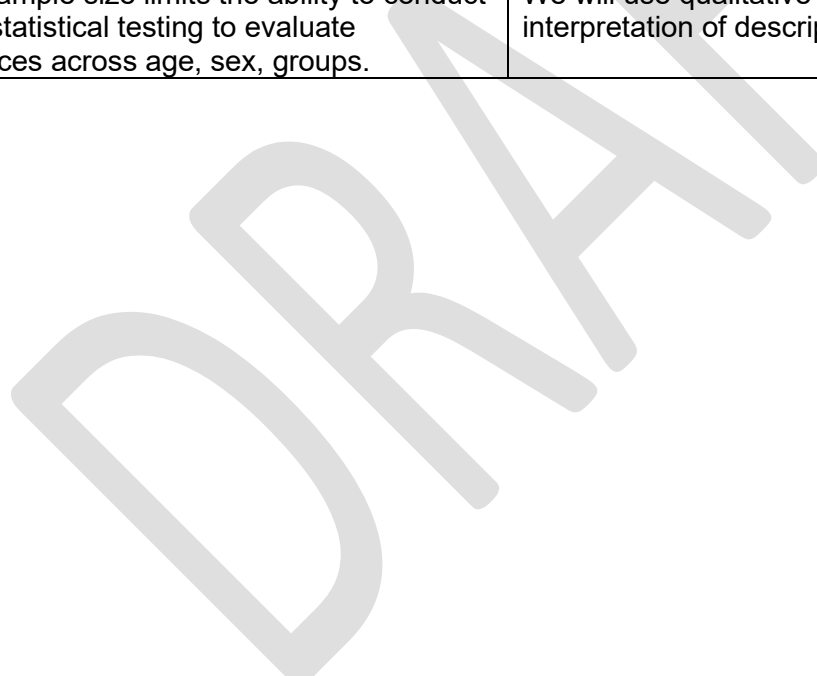 ample size limits the ability to conduct
statistical testing to evaluate
ces across age, sex, groups.
We will use qualitative
interpretation of descrip
DRA